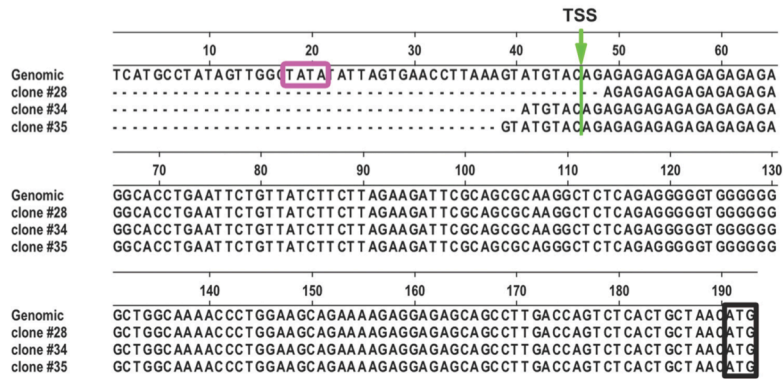 TSS
10 20 30 40 50 60
Genomic TCATGCCTATAGTTGGCTATATATTAGTGAACCTTAAAGTATGTACAGAGAGAGAGAGAGAGAGA
clone #28 ------------------------------------------------AGAGAGAGAGAGAGAGA
clone #34 ----------------------------------------ATGTACAGAGAGAGAGAGAGAGAGA
clone #35 --------------------------------------GTATGTACAGAGAGAGAGAGAGAGAGA
70 80 90 100 110 120 130
Genomic GGCACCTGAATTCTGTTATCTTCTTAGAAGATTCGCAGCGCAAGGCTCTCAGAGGGGGTGGGGGG
clone #28 GGCACCTGAATTCTGTTATCTTCTTAGAAGATTCGCAGCGCAAGGCTCTCAGAGGGGGTGGGGGG
clone #34 GGCACCTGAATTCTGTTATCTTCTTAGAAGATTCGCAGCGCAAGGCTCTCAGAGGGGGTGGGGGG
clone #35 GGCACCTGAATTCTGTTATCTTCTTAGAAGATTCGCAGCGCAGGGCTCTCAGAGGGGGTGGGGGG
140 150 160 170 180 190
Genomic GCTGGCAAAACCCTGGAAGCAGAAAAGAGGAGAGCAGCCTTGACCAGTCTCACTGCTAACATG
clone #28 GCTGGCAAAACCCTGGAAGCAGAAAAGAGGAGAGCAGCCTTGACCAGTCTCACTGCTAACATG
clone #34 GCTGGCAAAACCCTGGAAGCAGAAAAGAGGAGAGCAGCCTTGACCAGTCTCACTGCTAACATG
clone #35 GCTGGCAAAACCCTGGAAGCAGAAAAGAGGAGAGCAGCCTTGACCAGTCTCACTGCTAACATG